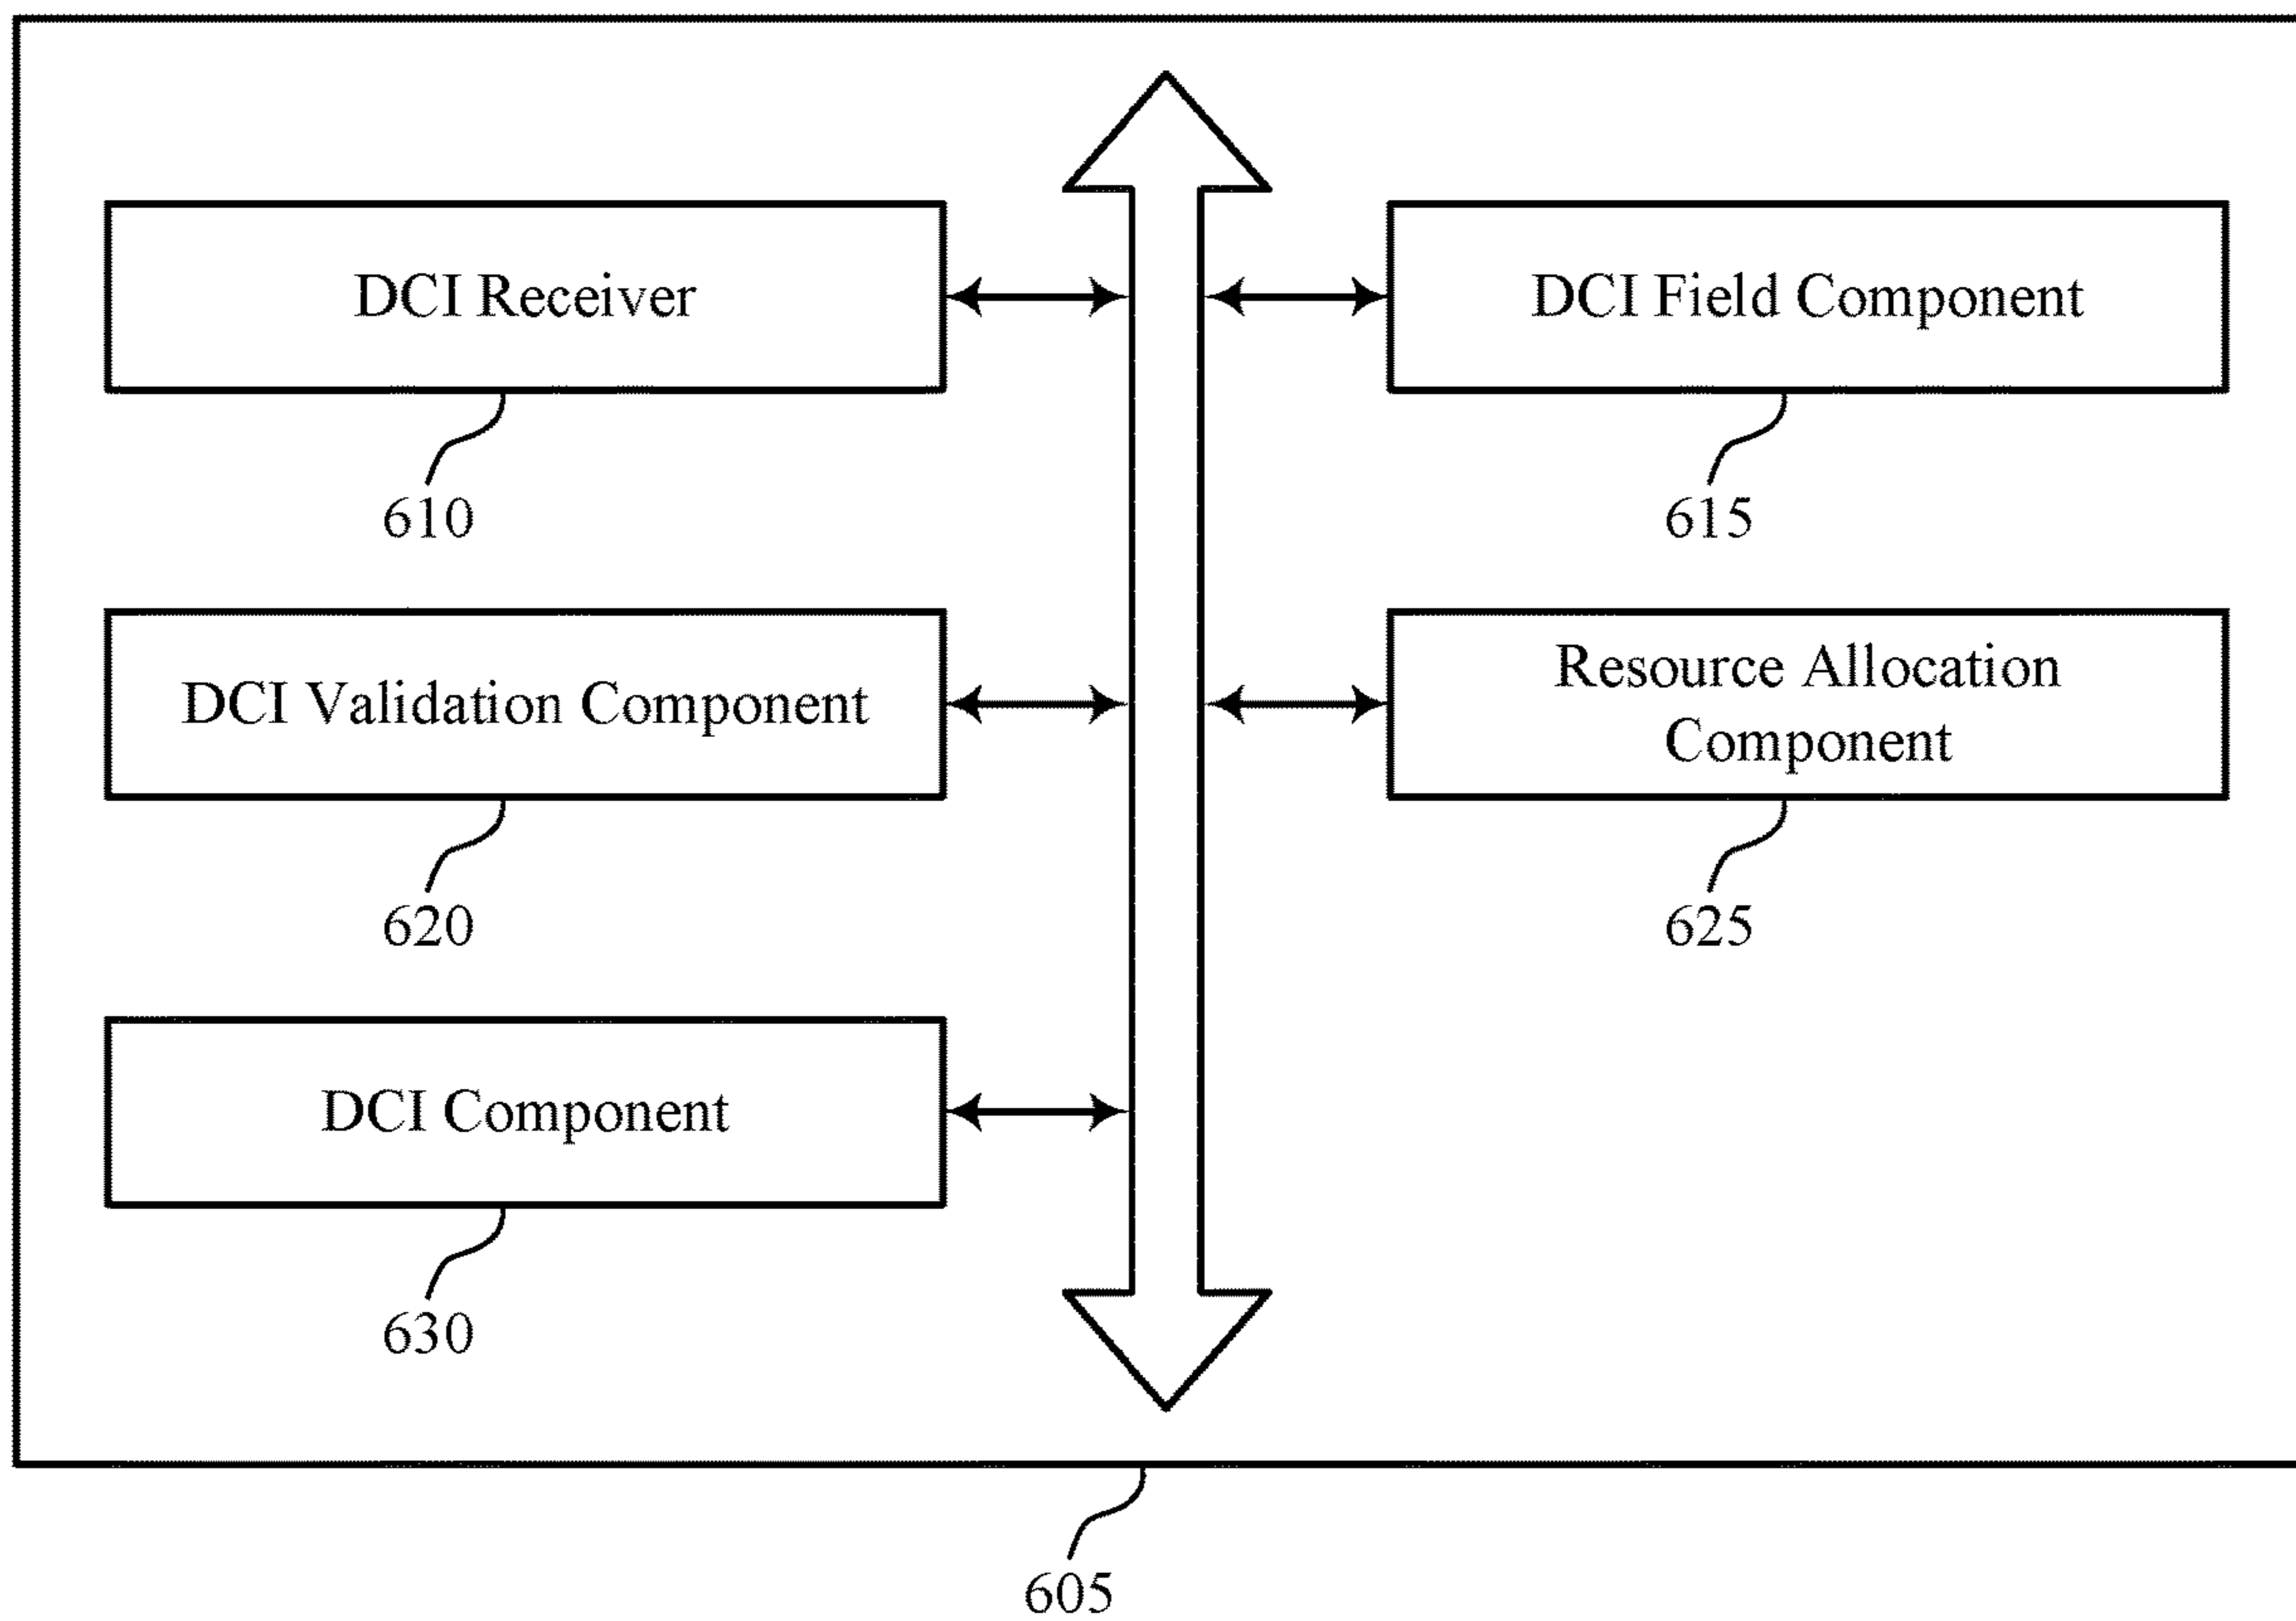 DCI Receiver
DCI Field Component
610
615
DCI Validation Component
Resource Allocation
Component
620
625
DCI Component
630
605